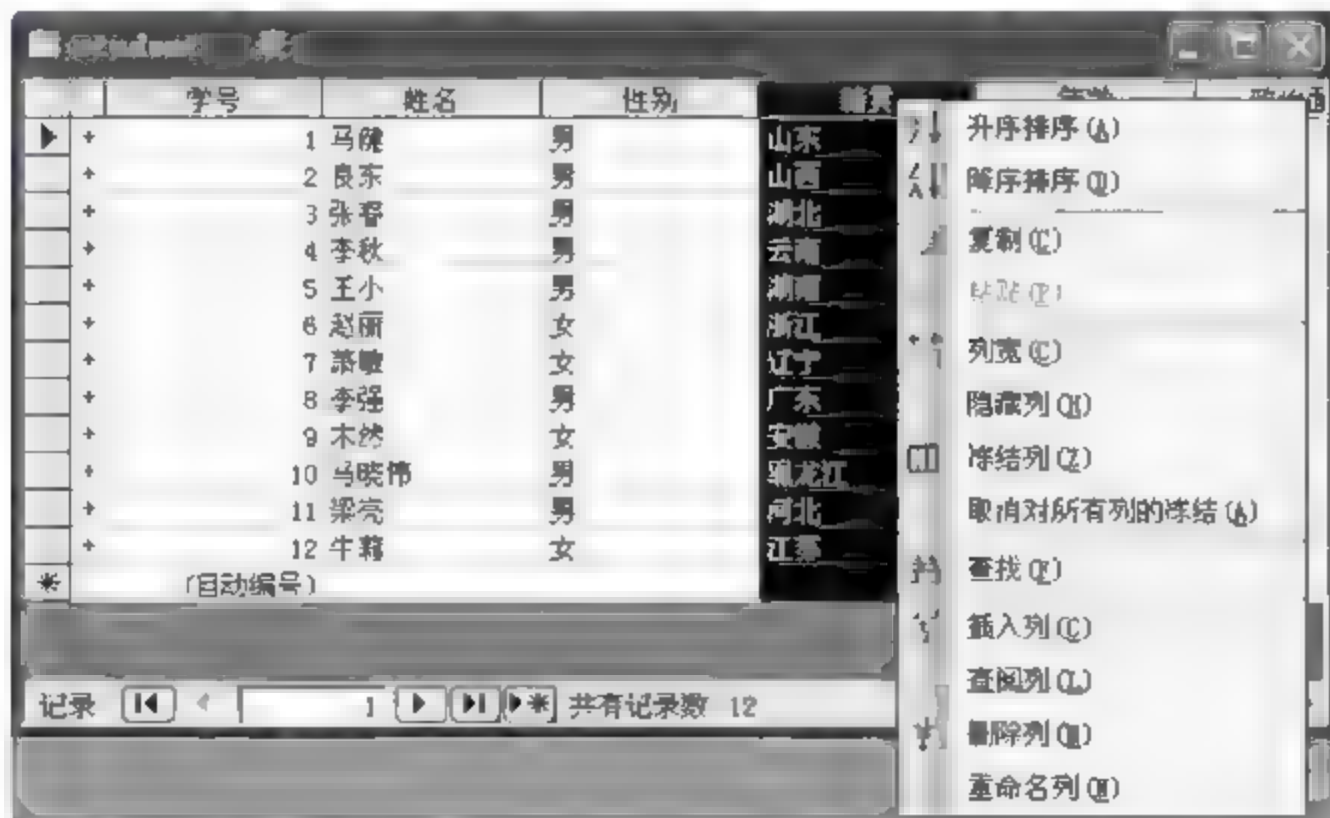 学号 姓名 性别 籍贯
1 马健 男 山东
2 良东 男 山西
3 张 男 湖北
4 李秋 男 云南
5 王小 男 湖南
6 赵丽 女 浙江
7 萧敏 女 辽宁
8 李强 男 广东
9 木然 女 安徽
10 马晓伟 男 黑龙江
11 梁亮 男 河北
12 牛莉 女 江苏
(自动编号)
记录 1 共有记录数 12
升序排序(A)
降序排序(D)
复制(C)
粘贴(P)
列宽(C)
隐藏列(H)
冻结列(Z)
取消对所有列的冻结(A)
查找(F)
插入列(C)
查阅列(L)
删除列(M)
重命名列(N)